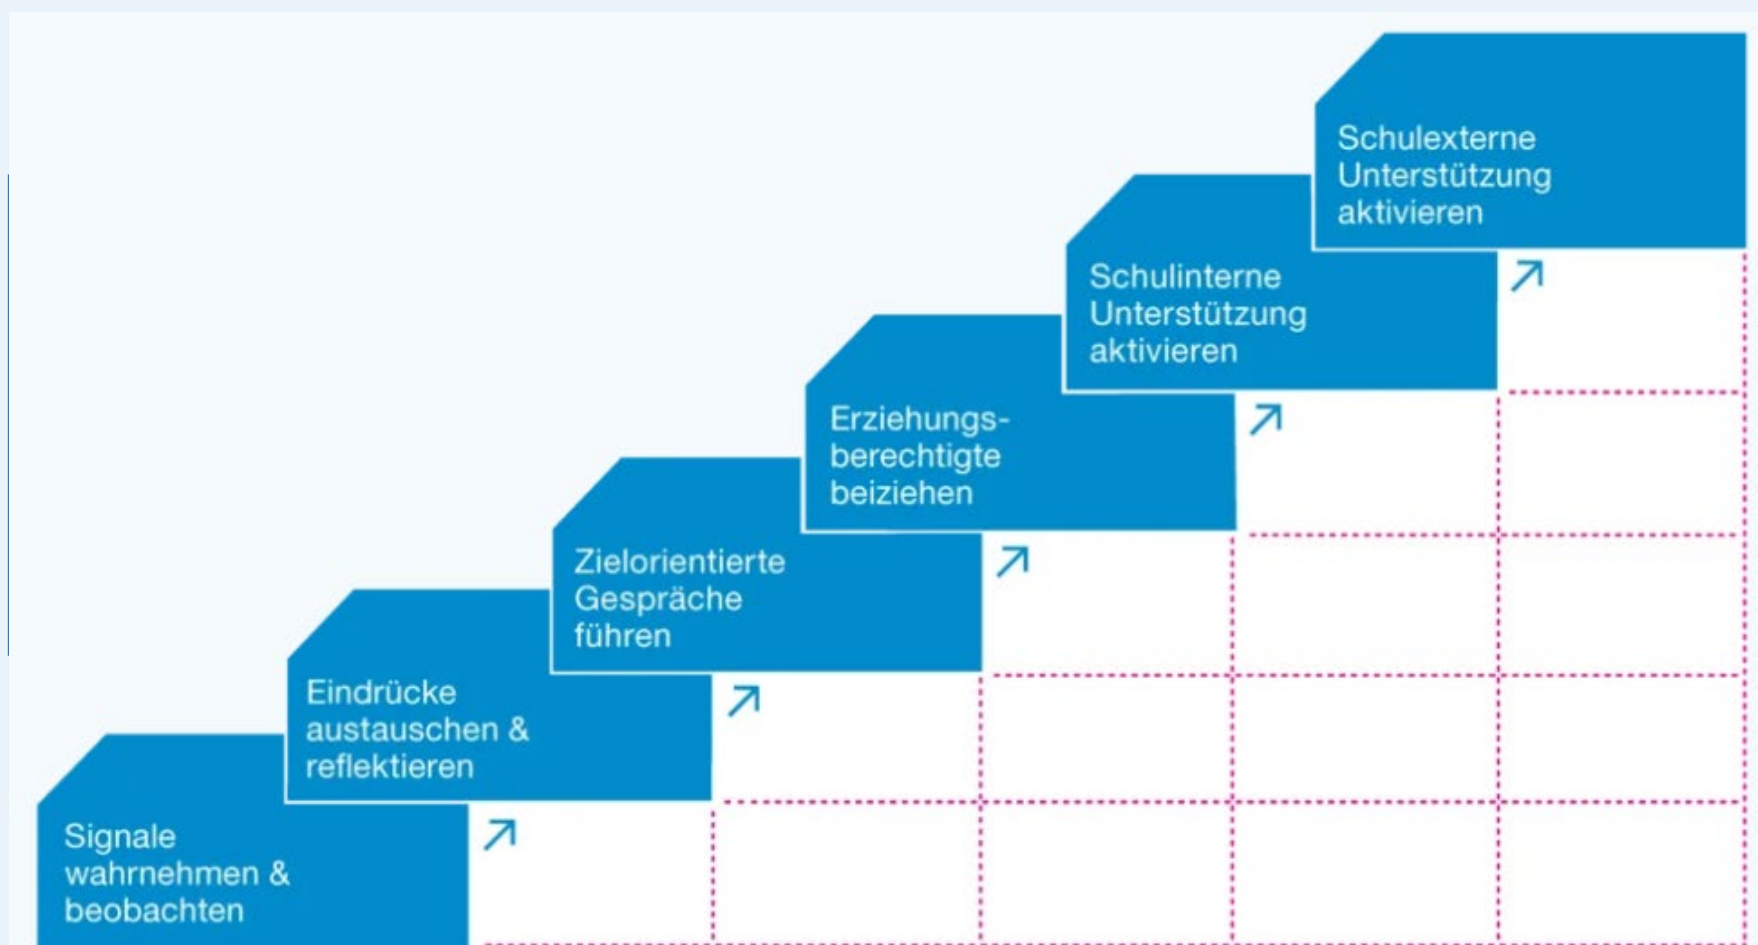 Schulexterne
Unterstützung
aktivieren
Schulinterne
Unterstützung
aktivieren
Erziehungs-
berechtigte
beiziehen
Zielorientierte
Gespräche
führen
Eindrücke
austauschen &
reflektieren
Signale
wahrnehmen &
beobachten